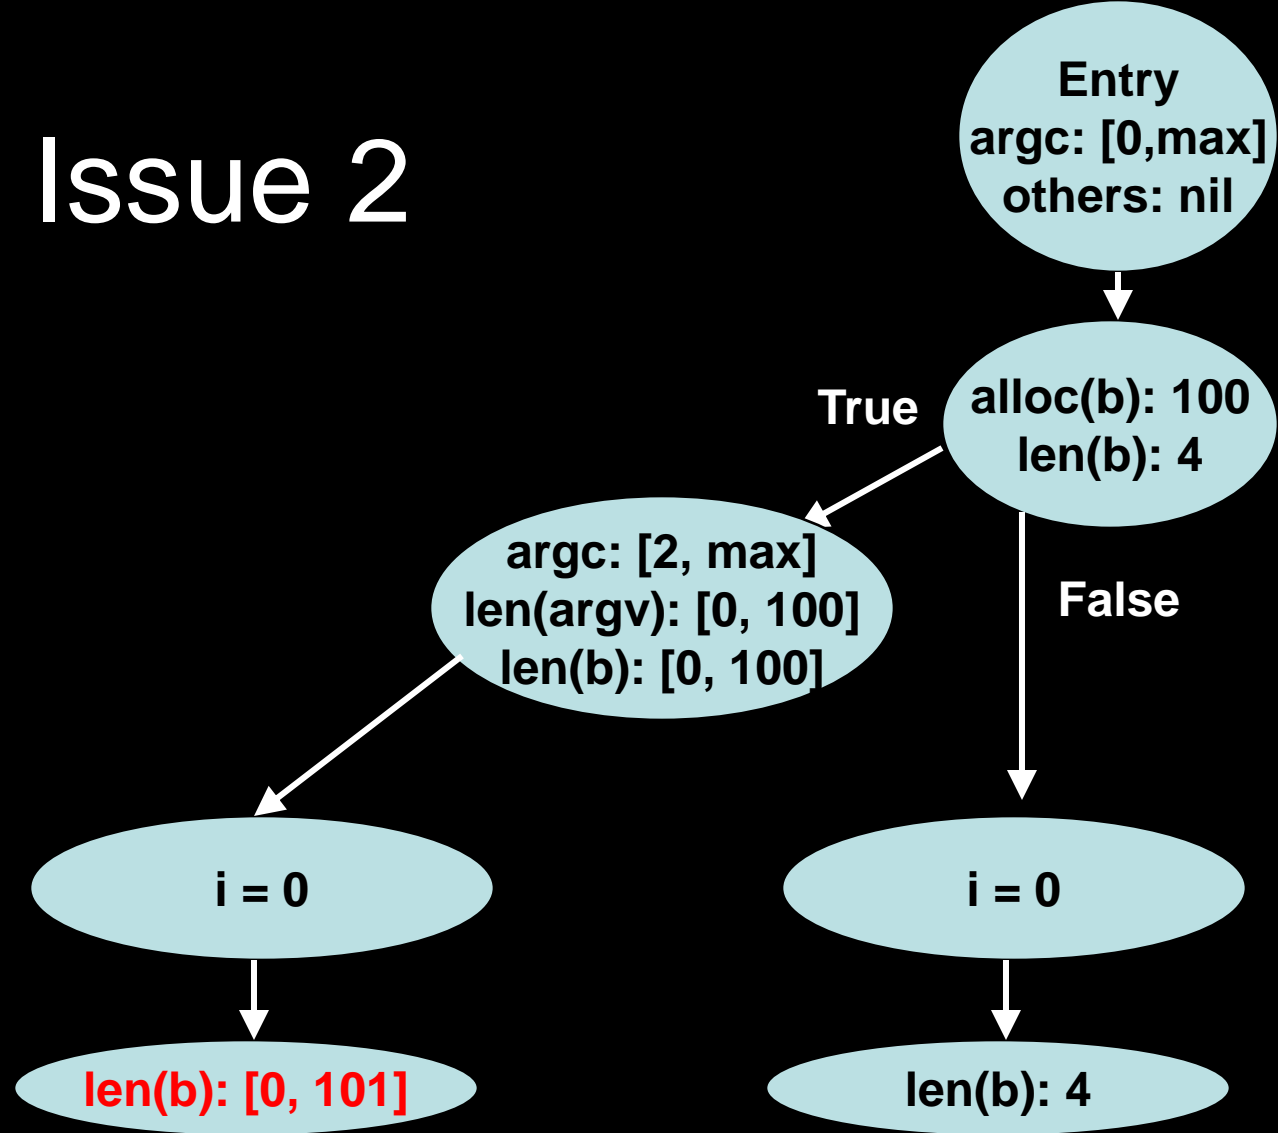 Issue 2
Entry
argc: [0,max]
others: nil
True
alloc(b): 100
len(b): 4
argc: [2, max]
len(argv): [0, 100]
len(b): [0, 100]
False
i = 0
i = 0
len(b): [0, 101]
len(b): 4